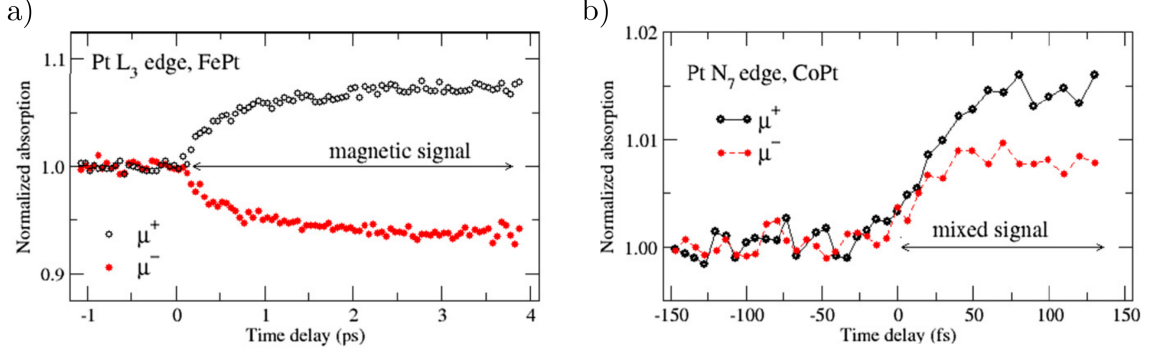 a)
Pt L3 edge, FePt
Normalized absorption
1.1
1.0
0.9
magnetic signal
μ+
μ−
-1 0 1 2 3 4
Time delay (ps)
b)
Pt N7 edge, CoPt
Normalized absorption
1.02
1.01
1.00
μ+
μ−
mixed signal
-150 -100 -50 0 50 100 150
Time delay (fs)